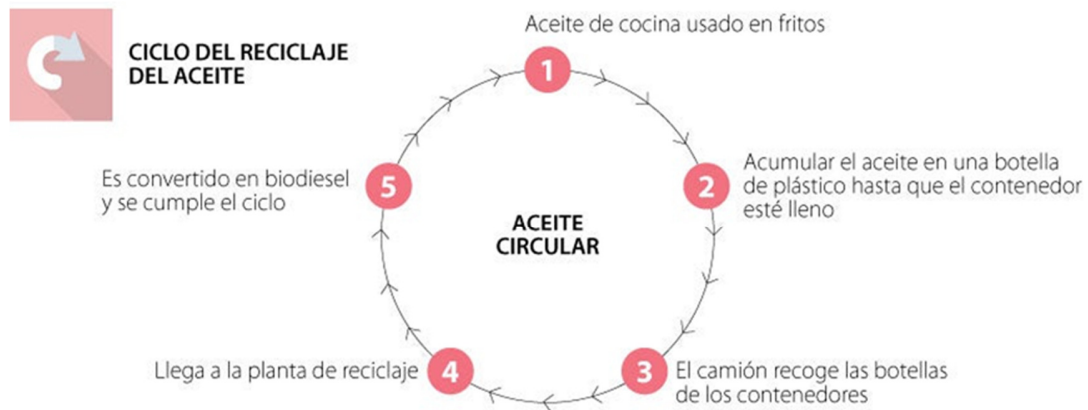 CICLO DEL RECICLAJE
DEL ACEITE
Aceite de cocina usado en fritos
1
Acumular el aceite en una botella
de plástico hasta que el contenedor
esté lleno
2
El camión recoge las botellas
de los contenedores
3
Llega a la planta de reciclaje
4
Es convertido en biodiesel
y se cumple el ciclo
5
ACEITE
CIRCULAR